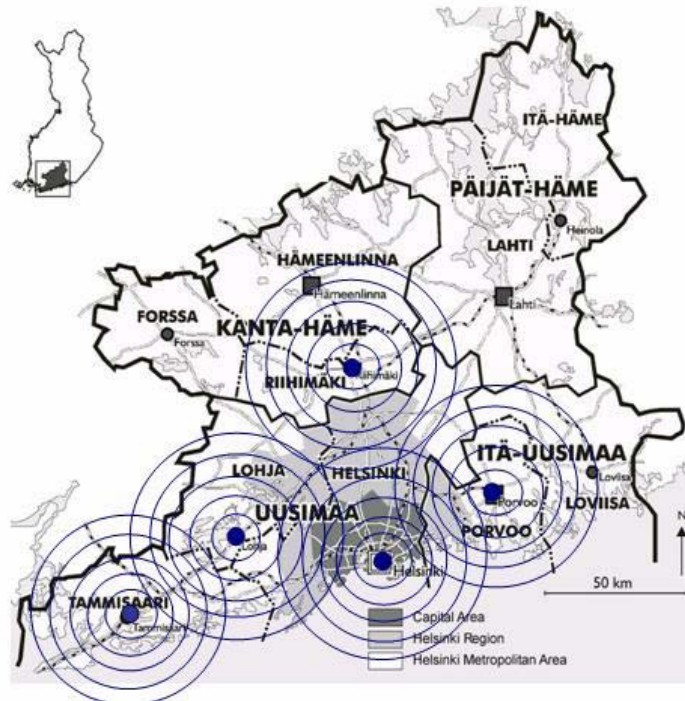 ITÄ-HÄME
PÄIJÄT-HÄME
Heinola
LAHTI
HÄMEENLINNA
Hämeenlinna
Lahti
FORSSA
KANTA-HÄME
Forssa
Riihimäki
RIIHIMÄKI
ITÄ-UUSIMAA
LOHJA
HELSINKI
Loviisa
Porvoo
LOVIISA
UUSIMAA
PORVOO
Lohja
N
Helsinki
50 km
TAMMISAARI
Tammisaari
Capital Area
Helsinki Region
Helsinki Metropolitan Area